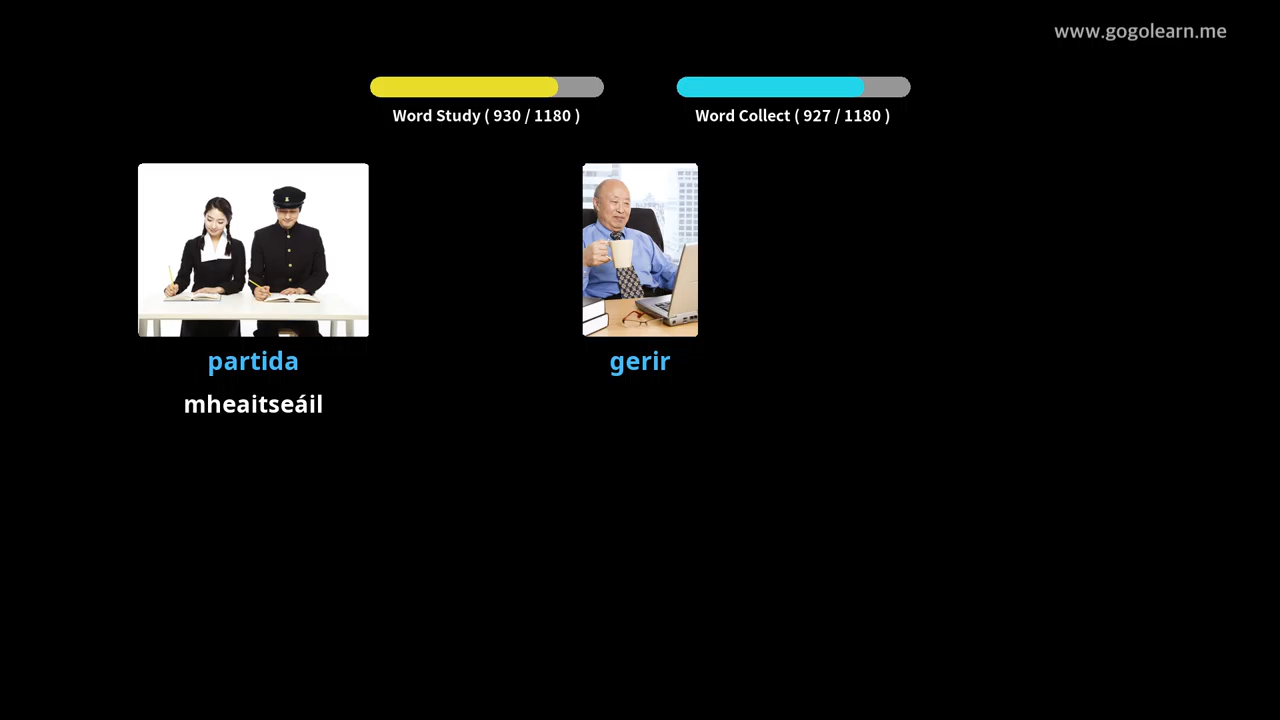 www.gogolearn.me
Word Study ( 930 / 1180 )
Word Collect ( 927 / 1180 )
partida
mheaitseáil
gerir